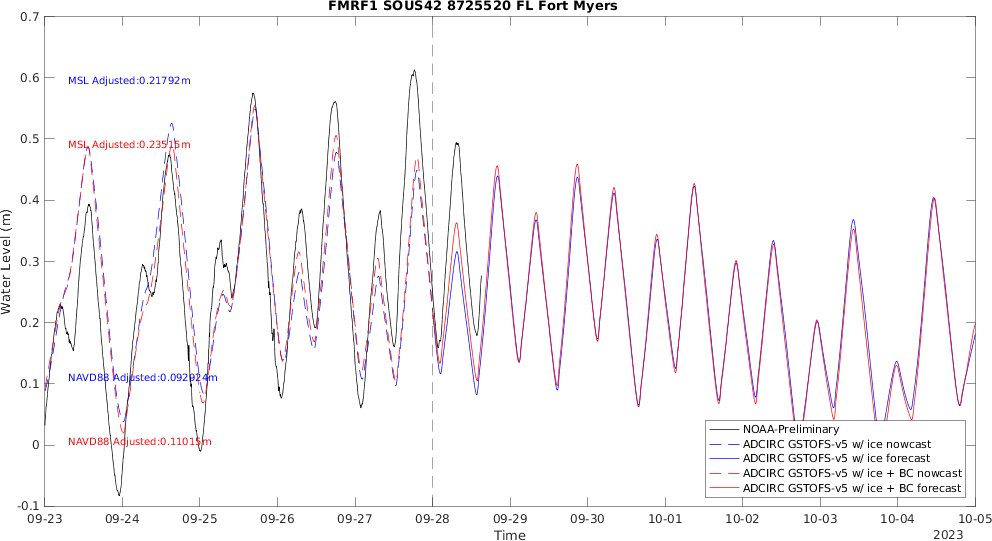 FMRF1 SOUS42 8725520 FL Fort Myers
0.7
0.6
0.5
0.4
0.3
0.2
0.1
0
-0.1
Water Level (m)
MSL Adjusted:0.21792m
MSL Adjusted:0.23515m
NAVD88 Adjusted:0.092924m
NAVD88 Adjusted:0.11015m
NOAA-Preliminary
ADCIRC GSTOFS-v5 w/ ice nowcast
ADCIRC GSTOFS-v5 w/ ice forecast
ADCIRC GSTOFS-v5 w/ ice + BC nowcast
ADCIRC GSTOFS-v5 w/ ice + BC forecast
09-23 09-24 09-25 09-26 09-27 09-28 09-29 09-30 10-01 10-02 10-03 10-04 10-05
Time
2023